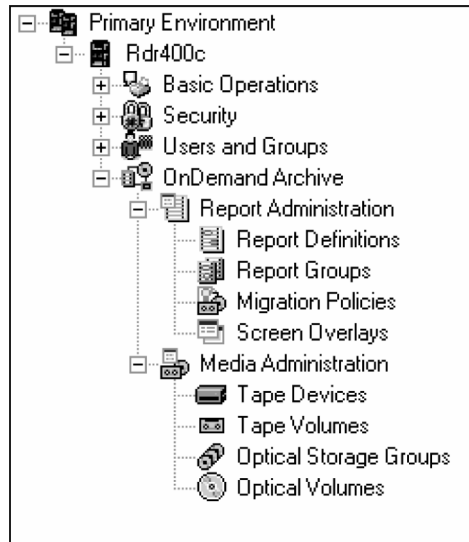 Primary Environment
Rdr400c
Basic Operations
Security
Users and Groups
OnDemand Archive
Report Administration
Report Definitions
Report Groups
Migration Policies
Screen Overlays
Media Administration
Tape Devices
Tape Volumes
Optical Storage Groups
Optical Volumes